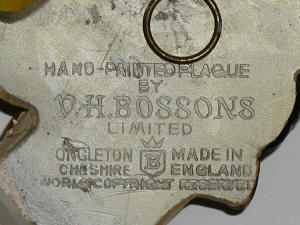 HAND-PAINTED PLAQUE
BY
V.H. BOSSONS
LIMITED
CONGLETON B MADE IN
CHESHIRE ENGLAND
WORLD COPYRIGHT RESERVED